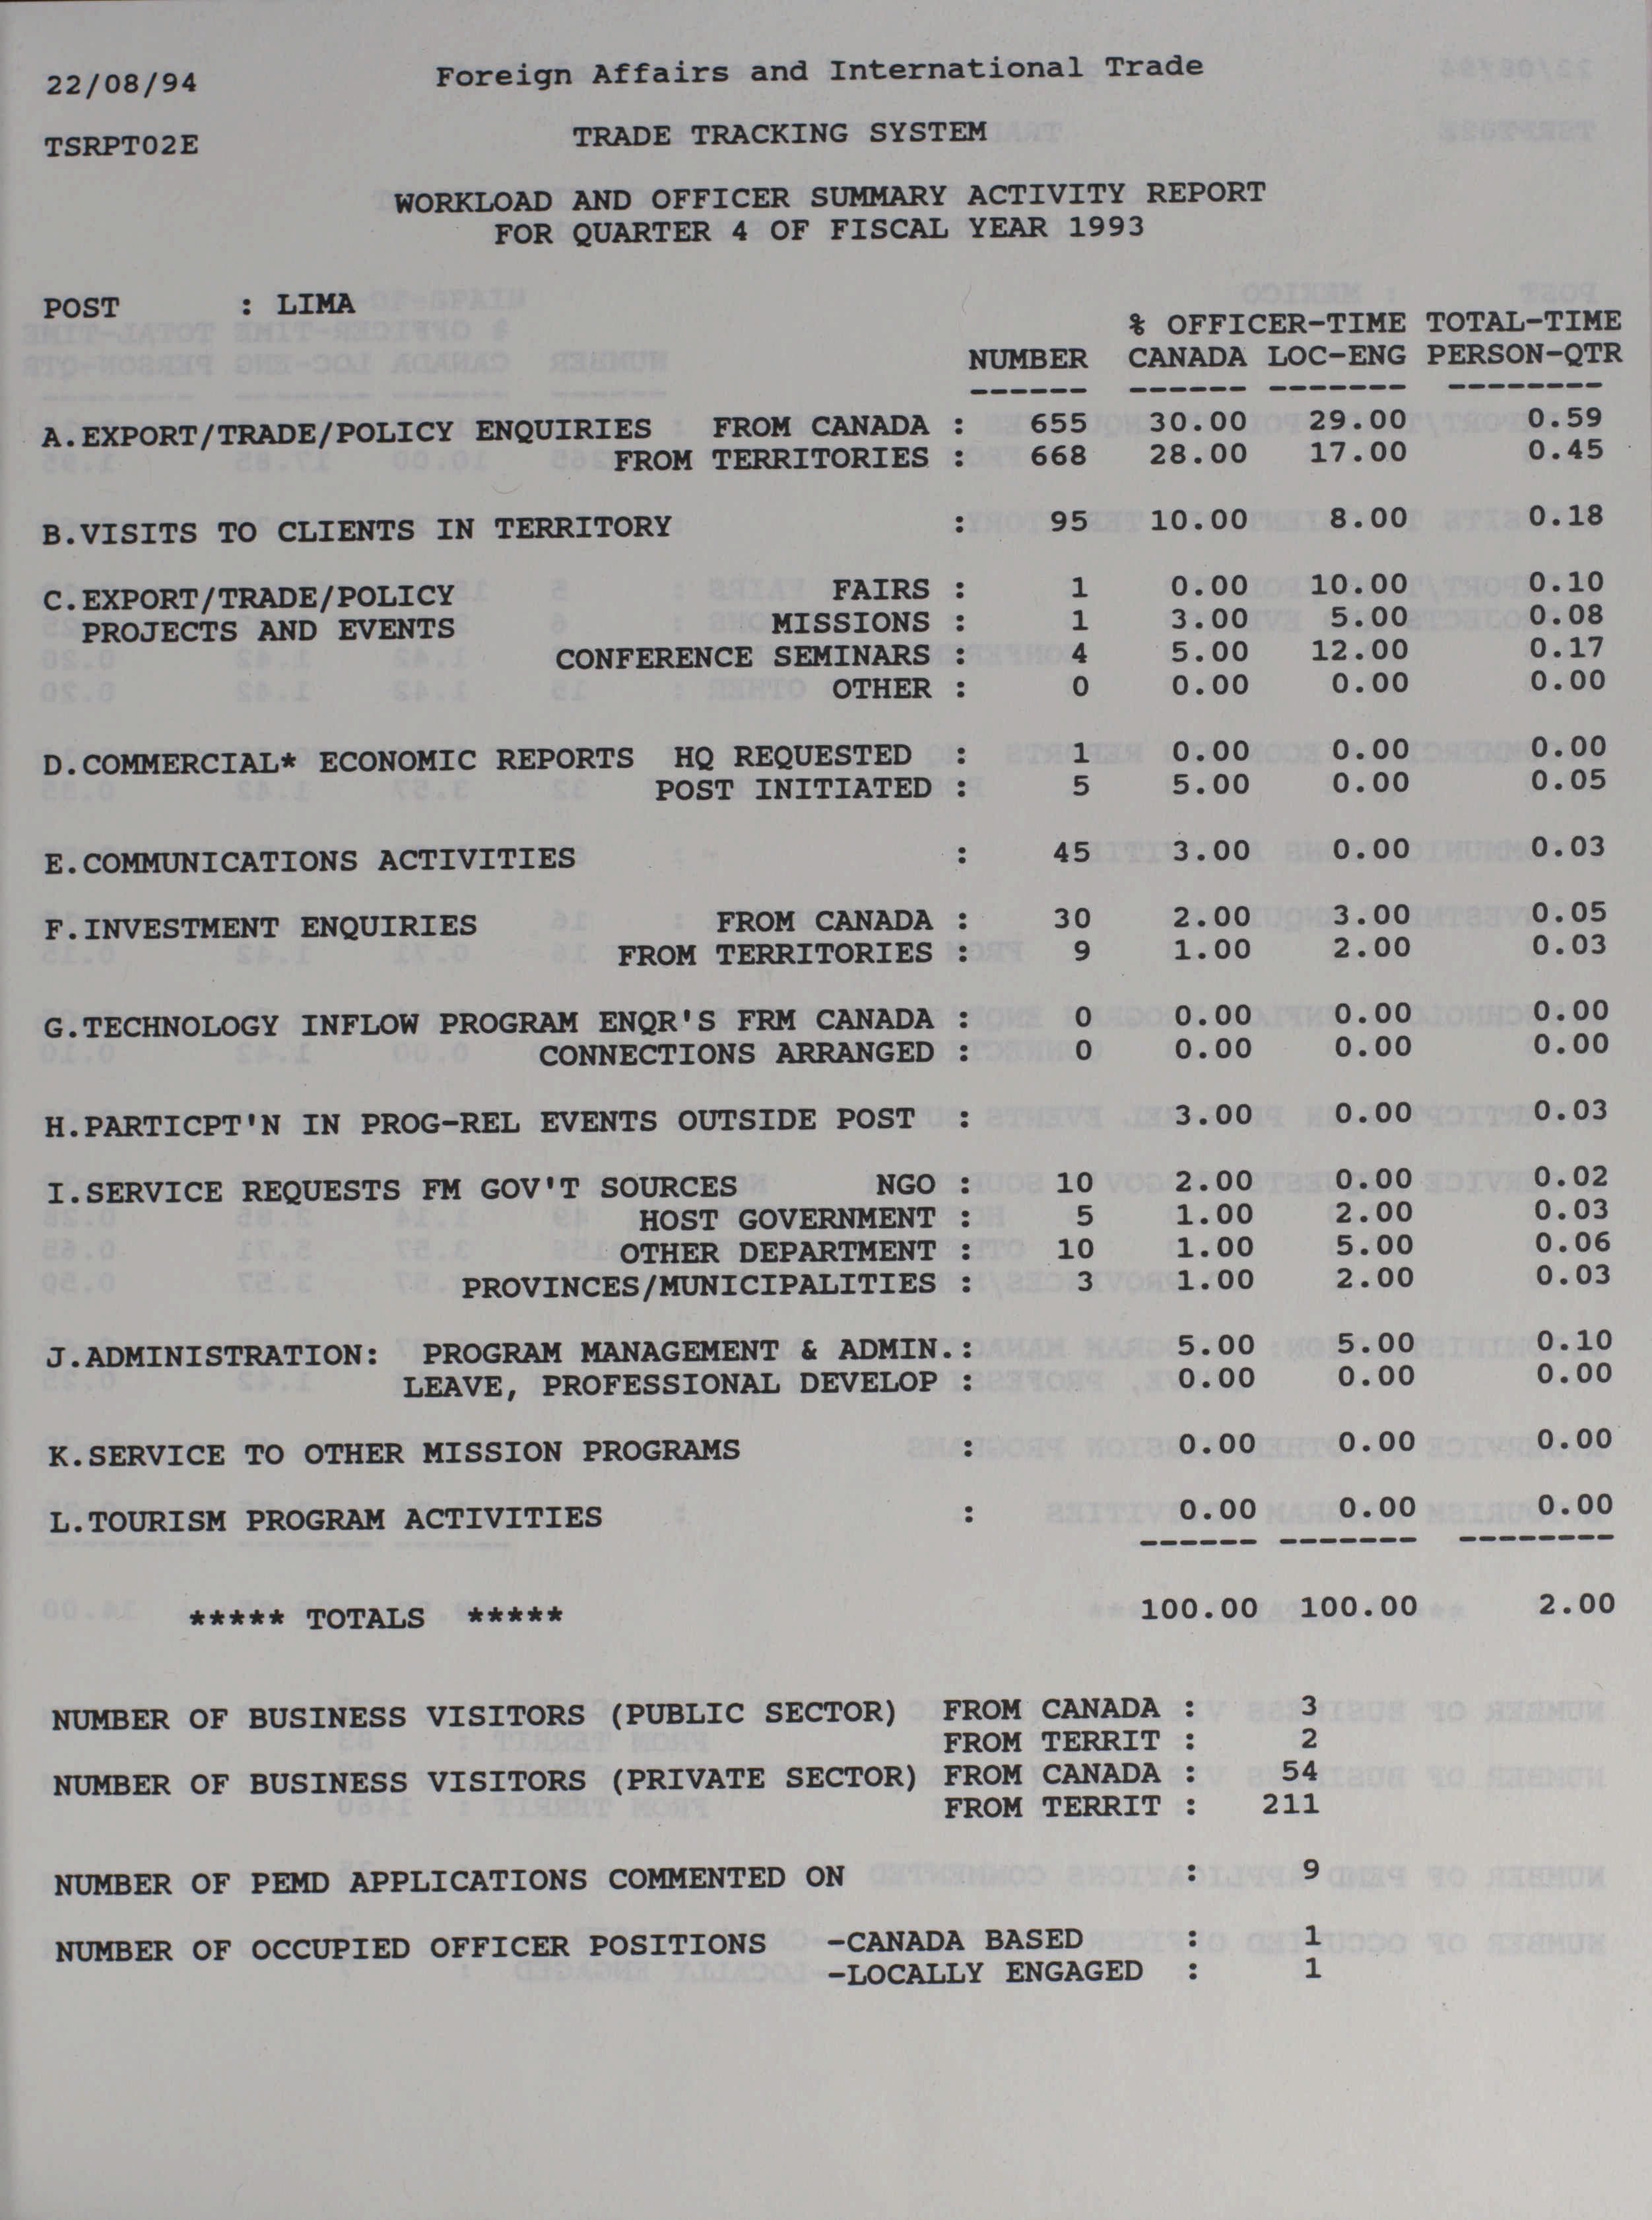 22/08/94 Foreign Affairs and International Trade
TSRPT02E TRADE TRACKING SYSTEM
WORKLOAD AND OFFICER SUMMARY ACTIVITY REPORT
FOR QUARTER 4 OF FISCAL YEAR 1993
POST : LIMA
% OFFICER-TIME TOTAL-TIME
NUMBER CANADA LOC-ENG PERSON-QTR
------ ------ ------- --------
A.EXPORT/TRADE/POLICY ENQUIRIES FROM CANADA : 655 30.00 29.00 0.59
FROM TERRITORIES : 668 28.00 17.00 0.45
B.VISITS TO CLIENTS IN TERRITORY : 95 10.00 8.00 0.18
C.EXPORT/TRADE/POLICY FAIRS : 1 0.00 10.00 0.10
PROJECTS AND EVENTS MISSIONS : 1 3.00 5.00 0.08
CONFERENCE SEMINARS : 4 5.00 12.00 0.17
OTHER : 0 0.00 0.00 0.00
D.COMMERCIAL* ECONOMIC REPORTS HQ REQUESTED : 1 0.00 0.00 0.00
POST INITIATED : 5 5.00 0.00 0.05
E.COMMUNICATIONS ACTIVITIES : 45 3.00 0.00 0.03
F.INVESTMENT ENQUIRIES FROM CANADA : 30 2.00 3.00 0.05
FROM TERRITORIES : 9 1.00 2.00 0.03
G.TECHNOLOGY INFLOW PROGRAM ENQR'S FRM CANADA : 0 0.00 0.00 0.00
CONNECTIONS ARRANGED : 0 0.00 0.00 0.00
H.PARTICPT'N IN PROG-REL EVENTS OUTSIDE POST : 3.00 0.00 0.03
I.SERVICE REQUESTS FM GOV'T SOURCES NGO : 10 2.00 0.00 0.02
HOST GOVERNMENT : 5 1.00 2.00 0.03
OTHER DEPARTMENT : 10 1.00 5.00 0.06
PROVINCES/MUNICIPALITIES : 3 1.00 2.00 0.03
J.ADMINISTRATION: PROGRAM MANAGEMENT & ADMIN.: 5.00 5.00 0.10
LEAVE, PROFESSIONAL DEVELOP : 0.00 0.00 0.00
K.SERVICE TO OTHER MISSION PROGRAMS : 0.00 0.00 0.00
L.TOURISM PROGRAM ACTIVITIES : 0.00 0.00 0.00
------ ------- --------
***** TOTALS ***** 100.00 100.00 2.00
NUMBER OF BUSINESS VISITORS (PUBLIC SECTOR) FROM CANADA : 3
FROM TERRIT : 2
NUMBER OF BUSINESS VISITORS (PRIVATE SECTOR) FROM CANADA : 54
FROM TERRIT : 211
NUMBER OF PEMD APPLICATIONS COMMENTED ON : 9
NUMBER OF OCCUPIED OFFICER POSITIONS -CANADA BASED : 1
-LOCALLY ENGAGED : 1